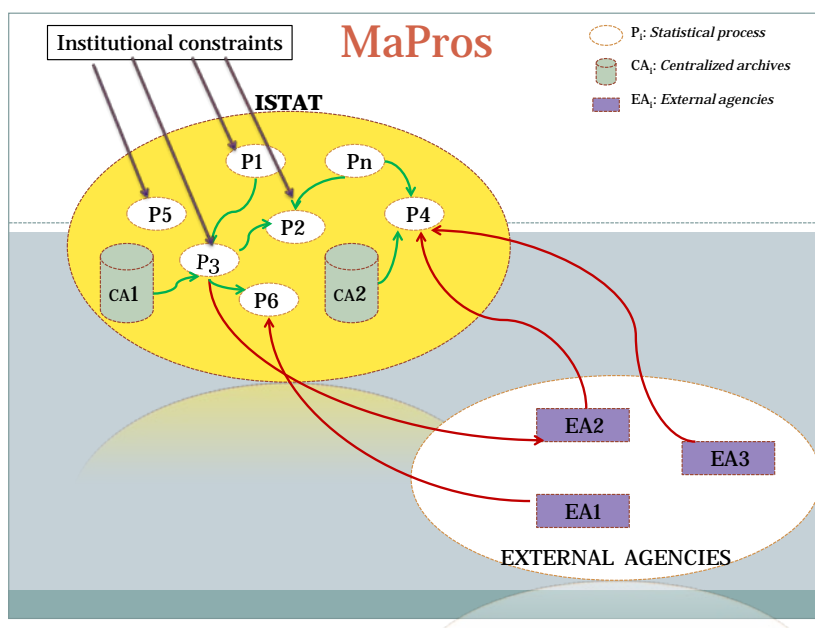 MaPros
Institutional constraints
Pi: Statistical process
CAi: Centralized archives
EAi: External agencies
ISTAT
P1
Pn
P5
P2
P4
P3
CA1
P6
CA2
EA2
EA3
EA1
EXTERNAL AGENCIES